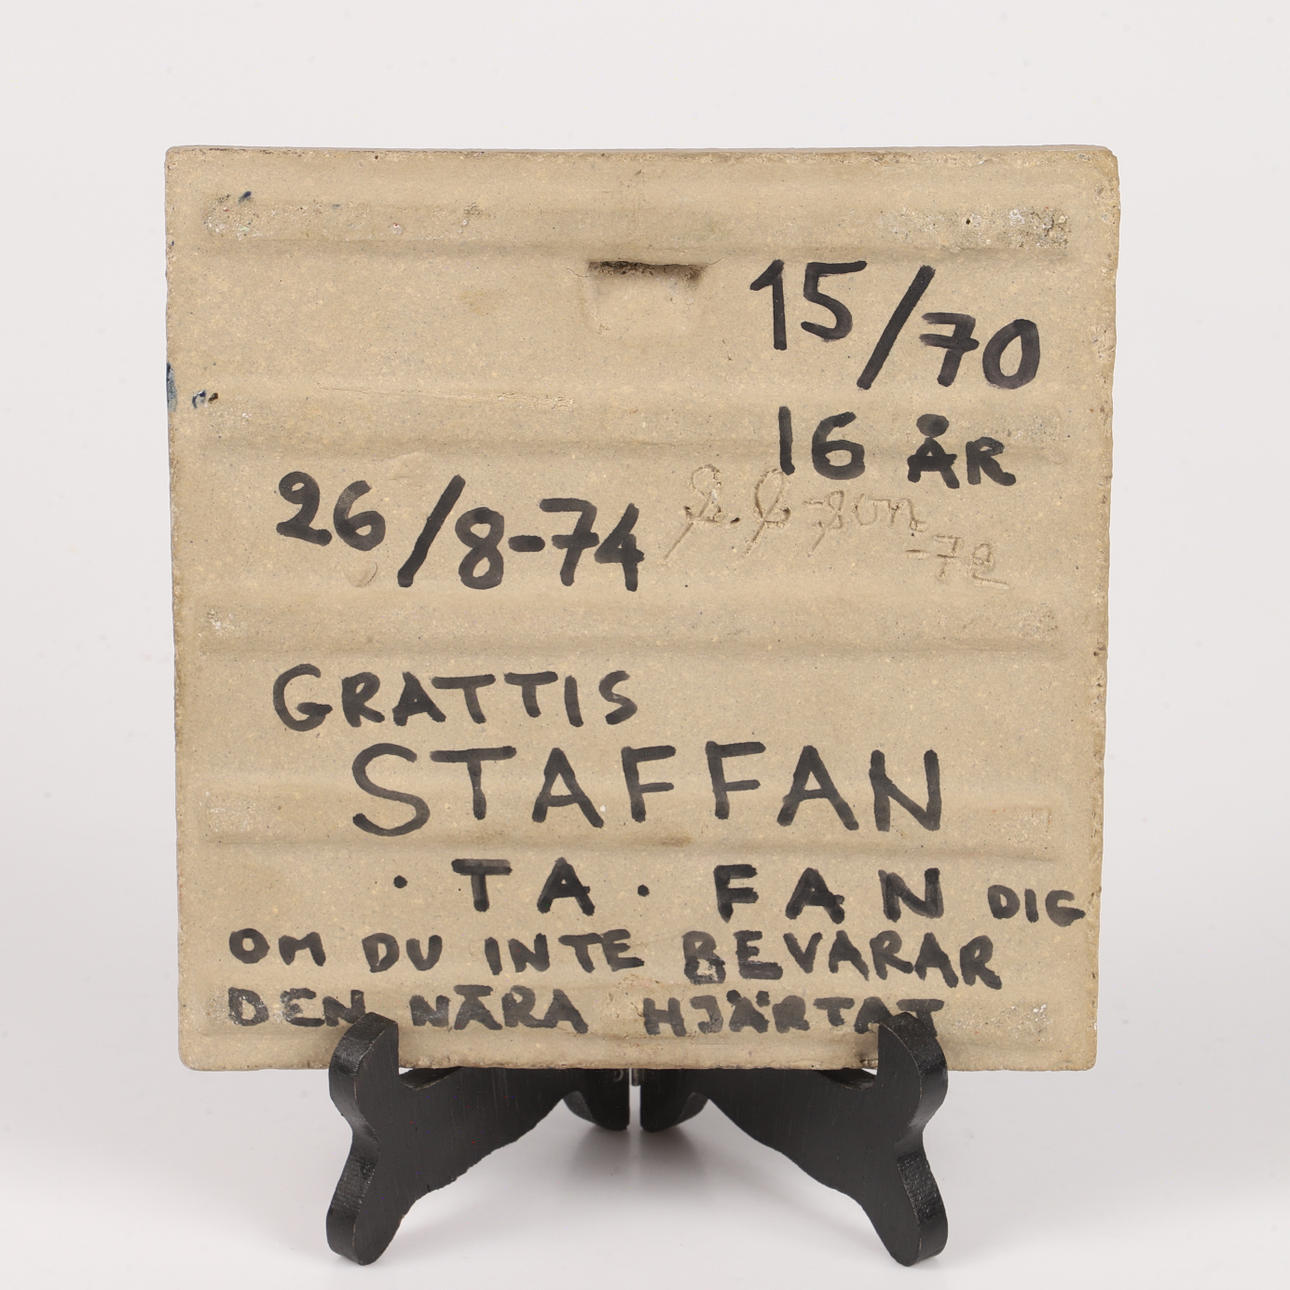 15/70
16 ÅR
26/8-74
-72
GRATTIS
STAFFAN
· TA · FAN DIG
OM DU INTE BEVARAR
DEN NÄRA HJÄRTAT